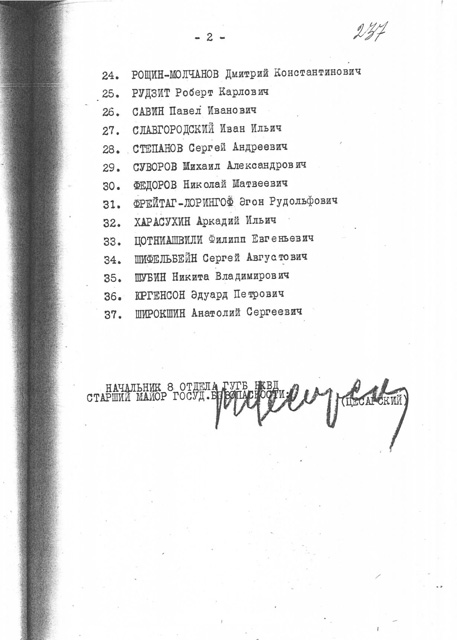 - 2 -
237
24. РОЩИН-МОЛЧАНОВ Дмитрий Константинович
25. РУДЗИТ Роберт Карлович
26. САВИН Павел Иванович
27. СЛАВГОРОДСКИЙ Иван Ильич
28. СТЕПАНОВ Сергей Андреевич
29. СУВОРОВ Михаил Александрович
30. ФЕДОРОВ Николай Матвеевич
31. ФРЕЙТАГ-ЛОРИНГОФ Эгон Рудольфович
32. ХАРАСУХИН Аркадий Ильич
33. ЦОТНИАШВИЛИ Филипп Евгеньевич
34. ШИФЕЛЬБЕЙН Сергей Августович
35. ШУБИН Никита Владимирович
36. ЮРГЕНСОН Эдуард Петрович
37. ШИРОКШИН Анатолий Сергеевич
НАЧАЛЬНИК 8 ОТДЕЛА ГУГБ НКВД
СТАРШИЙ МАЙОР ГОСУД.БЕЗОПАСНОСТИ: (ЦЕСАРСКИЙ)